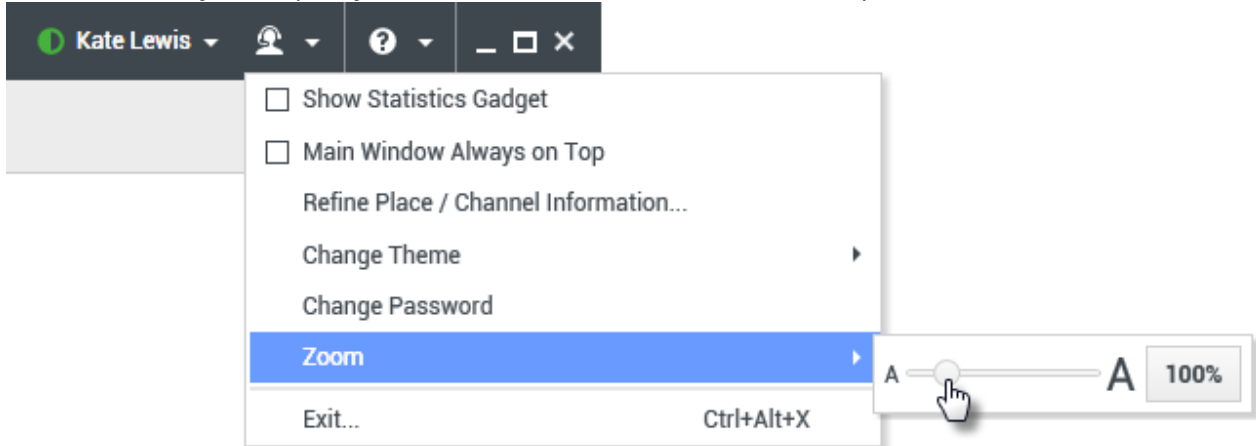 Kate Lewis
Show Statistics Gadget
Main Window Always on Top
Refine Place / Channel Information...
Change Theme
Change Password
Zoom
A A 100%
Exit... Ctrl+Alt+X